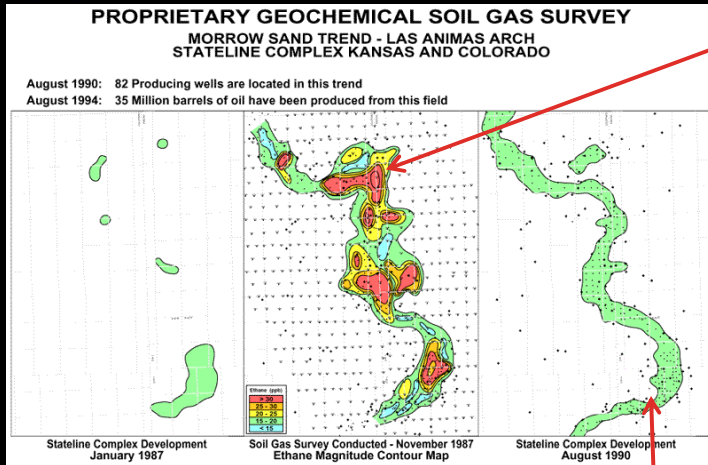 PROPRIETARY GEOCHEMICAL SOIL GAS SURVEY
MORROW SAND TREND - LAS ANIMAS ARCH
STATELINE COMPLEX KANSAS AND COLORADO
August 1990: 82 Producing wells are located in this trend
August 1994: 35 Million barrels of oil have been produced from this field
Ethane (ppb)
> 30
25 - 30
20 - 25
15 - 20
< 15
Stateline Complex Development
January 1987
Soil Gas Survey Conducted - November 1987
Ethane Magnitude Contour Map
Stateline Complex Development
August 1990